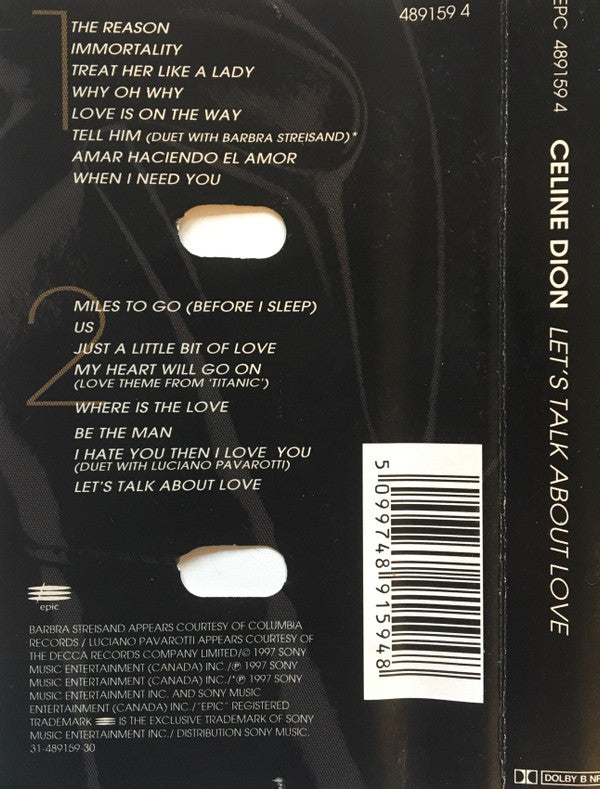 489159 4
1
THE REASON
IMMORTALITY
TREAT HER LIKE A LADY
WHY OH WHY
LOVE IS ON THE WAY
TELL HIM (DUET WITH BARBRA STREISAND)*
AMAR HACIENDO EL AMOR
WHEN I NEED YOU
2
MILES TO GO (BEFORE I SLEEP)
US
JUST A LITTLE BIT OF LOVE
MY HEART WILL GO ON
(LOVE THEME FROM 'TITANIC')
WHERE IS THE LOVE
BE THE MAN
I HATE YOU THEN I LOVE YOU
(DUET WITH LUCIANO PAVAROTTI)
LET'S TALK ABOUT LOVE
5 099748 915948
epic
BARBRA STREISAND APPEARS COURTESY OF COLUMBIA
RECORDS / LUCIANO PAVAROTTI APPEARS COURTESY OF
THE DECCA RECORDS COMPANY LIMITED/© 1997 SONY
MUSIC ENTERTAINMENT (CANADA) INC./℗ 1997 SONY
MUSIC ENTERTAINMENT (CANADA) INC./*℗ 1997 SONY
MUSIC ENTERTAINMENT INC. AND SONY MUSIC
ENTERTAINMENT (CANADA) INC./"EPIC" REGISTERED
TRADEMARK IS THE EXCLUSIVE TRADEMARK OF SONY
MUSIC ENTERTAINMENT INC./ DISTRIBUTION SONY MUSIC.
31-489159-30
EPC 489159 4
CELINE DION LET'S TALK ABOUT LOVE
DOLBY B NR